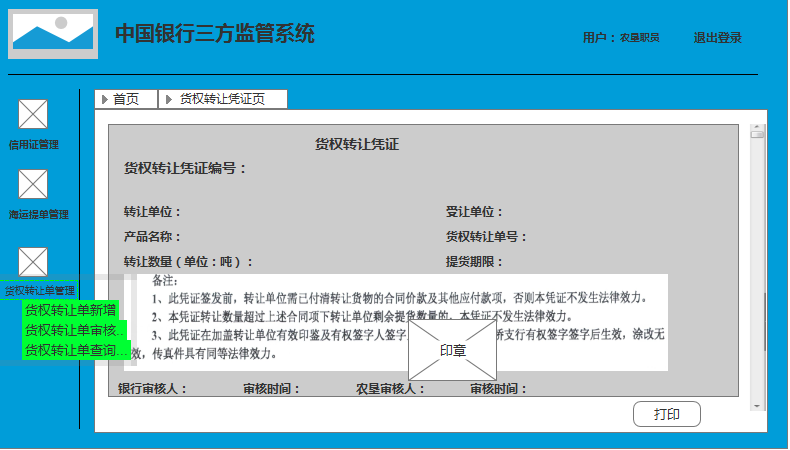 中国银行三方监管系统
用户：农垦职员
退出登录
首页
货权转让凭证页
信用证管理
海运提单管理
货权转让单管理
货权转让单新增
货权转让单审核...
货权转让单查询...
货权转让凭证
货权转让凭证编号：
转让单位：
受让单位：
产品名称：
货权转让单号：
转让数量（单位：吨）：
提货期限：
备注:
1、此凭证签发前，转让单位需已付清转让货物的合同价款及其他应付款项，否则本凭证不发生法律效力。
2、本凭证转让数量超过上述合同项下转让单位剩余提货数量的，本凭证不发生法律效力。
3、此凭证在加盖转让单位有效印鉴及有权签字人签字 支行有权签字签字后生效，涂改无
效，传真件具有同等法律效力。
印章
银行审核人：
审核时间：
农垦审核人：
审核时间：
打印